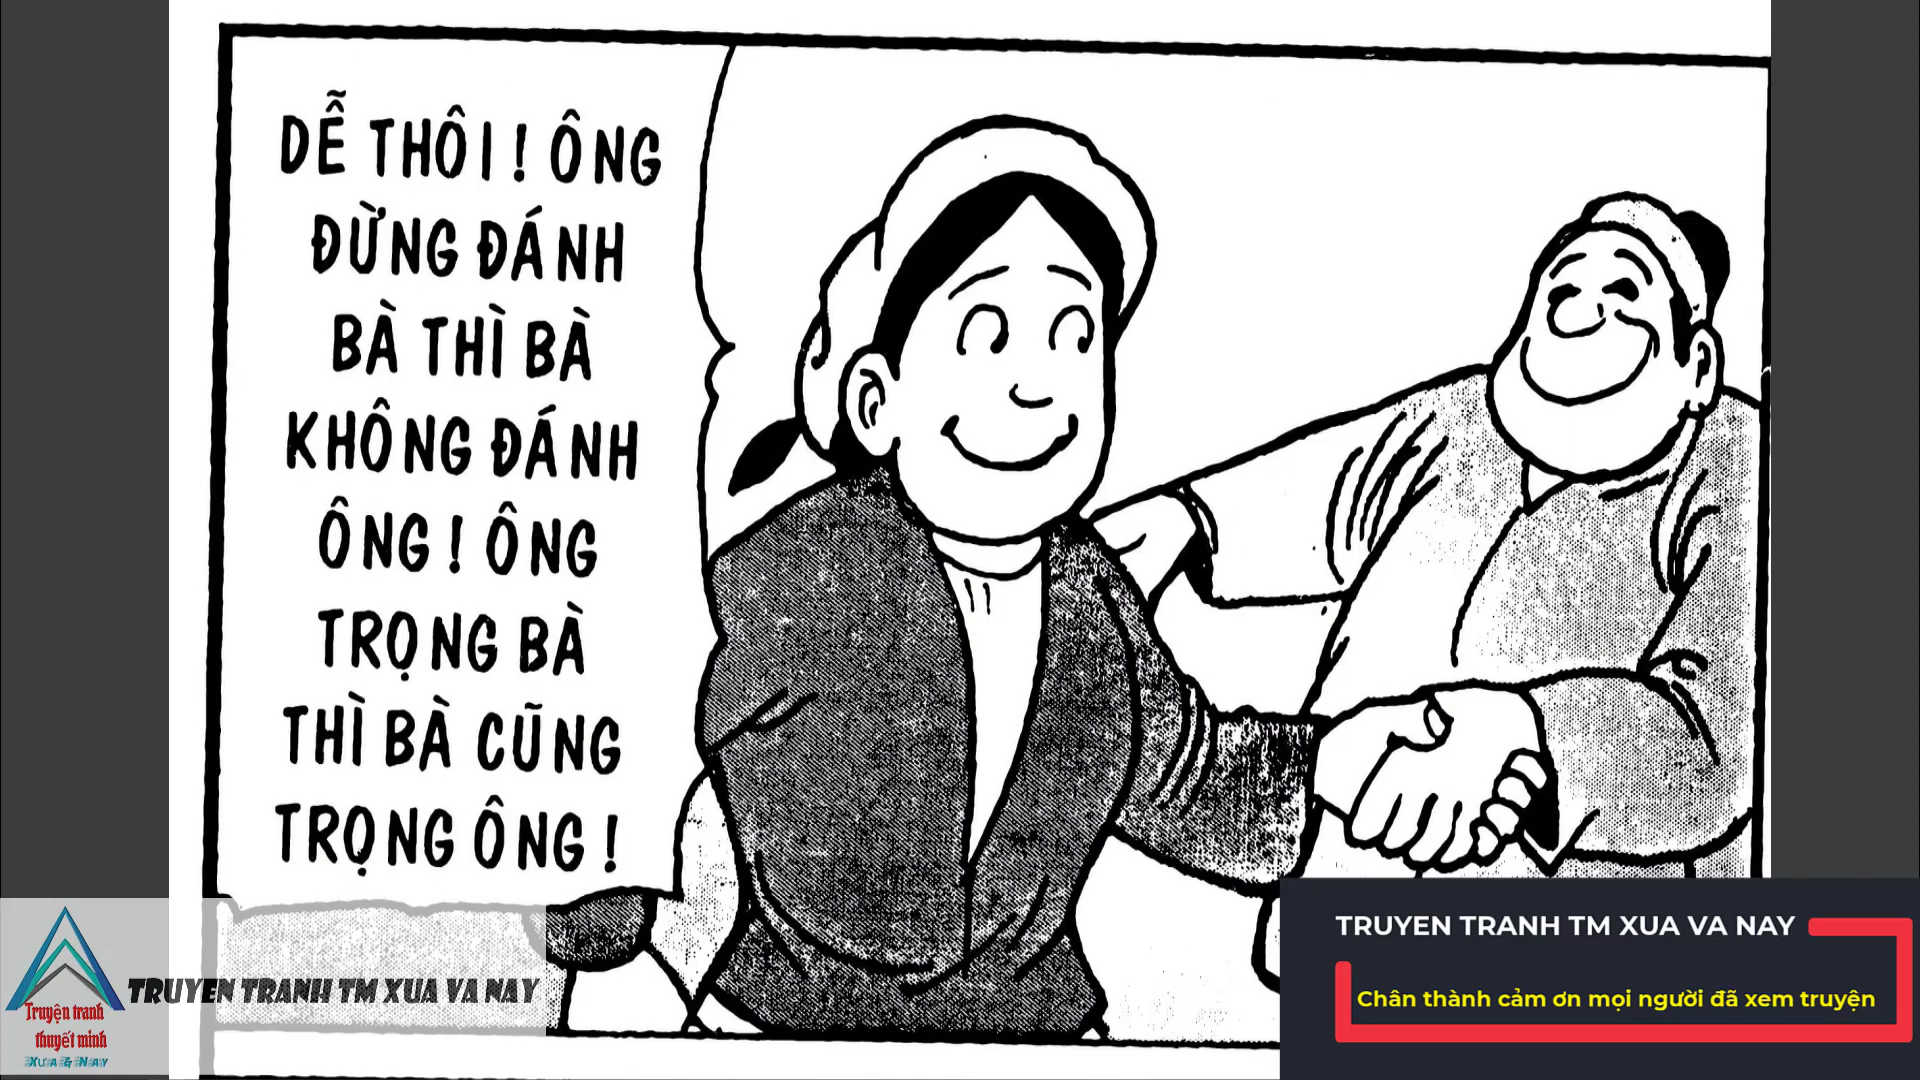 DỄ THÔI! ÔNG
ĐỪNG ĐÁNH
BÀ THÌ BÀ
KHÔNG ĐÁNH
ÔNG! ÔNG
TRỌNG BÀ
THÌ BÀ CŨNG
TRỌNG ÔNG!
TRUYEN TRANH TM XUA VA NAY
Chân thành cảm ơn mọi người đã xem truyện
TRUYEN TRANH TM XUA VA NAY
Truyện tranh
thuyết minh
Xưa & Nay